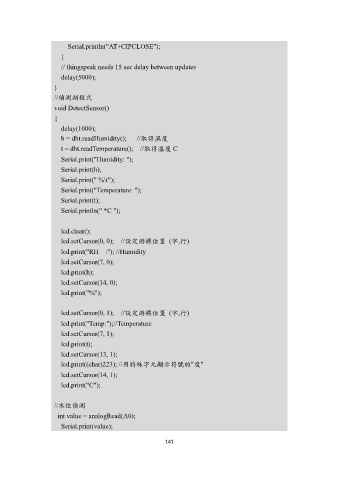 Serial.println("AT+CIPCLOSE");
}
// thingspeak needs 15 sec delay between updates
delay(5000);
}
//偵測副程式
void DetectSensor()
{
delay(1000);
h = dht.readHumidity(); //取得濕度
t = dht.readTemperature(); //取得溫度 C
Serial.print("Humidity: ");
Serial.print(h);
Serial.print(" %\t");
Serial.print("Temperature: ");
Serial.print(t);
Serial.println(" *C ");
lcd.clear();
lcd.setCursor(0, 0); //設定游標位置 (字,行)
lcd.print("RH :"); //Humidity
lcd.setCursor(7, 0);
lcd.print(h);
lcd.setCursor(14, 0);
lcd.print("%");
lcd.setCursor(0, 1); //設定游標位置 (字,行)
lcd.print("Temp:");//Temperature
lcd.setCursor(7, 1);
lcd.print(t);
lcd.setCursor(13, 1);
lcd.print((char)223); //用特殊字元顯示符號的"度"
lcd.setCursor(14, 1);
lcd.print("C");
//水位偵測
int value = analogRead(A0);
Serial.print(value);
141